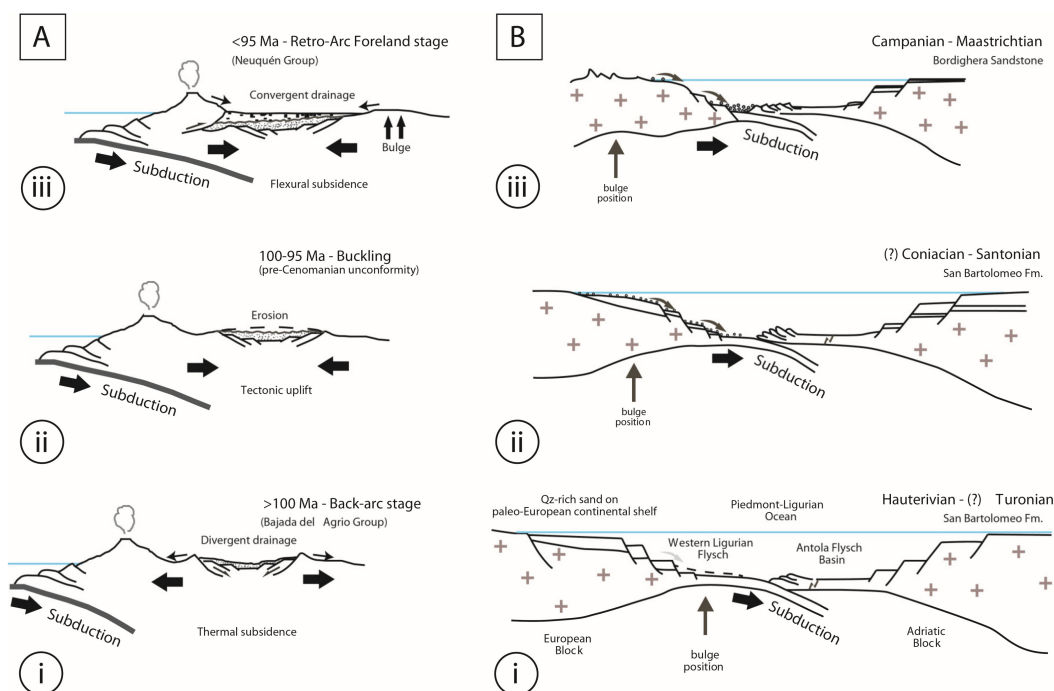 A
<95 Ma - Retro-Arc Foreland stage
(Neuquén Group)
Convergent drainage
Bulge
Subduction
Flexural subsidence
iii
100-95 Ma - Buckling
(pre-Cenomanian unconformity)
Erosion
Subduction
Tectonic uplift
ii
>100 Ma - Back-arc stage
(Bajada del Agrio Group)
Divergent drainage
Subduction
Thermal subsidence
i
B
Campanian - Maastrichtian
Bordighera Sandstone
Subduction
bulge
position
iii
(?) Coniacian - Santonian
San Bartolomeo Fm.
Subduction
bulge
position
ii
Hauterivian - (?) Turonian
San Bartolomeo Fm.
Qz-rich sand on
paleo-European continental shelf
Piedmont-Ligurian
Ocean
Western Ligurian
Flysch
Antola Flysch
Basin
Subduction
European
Block
Adriatic
Block
bulge
position
i